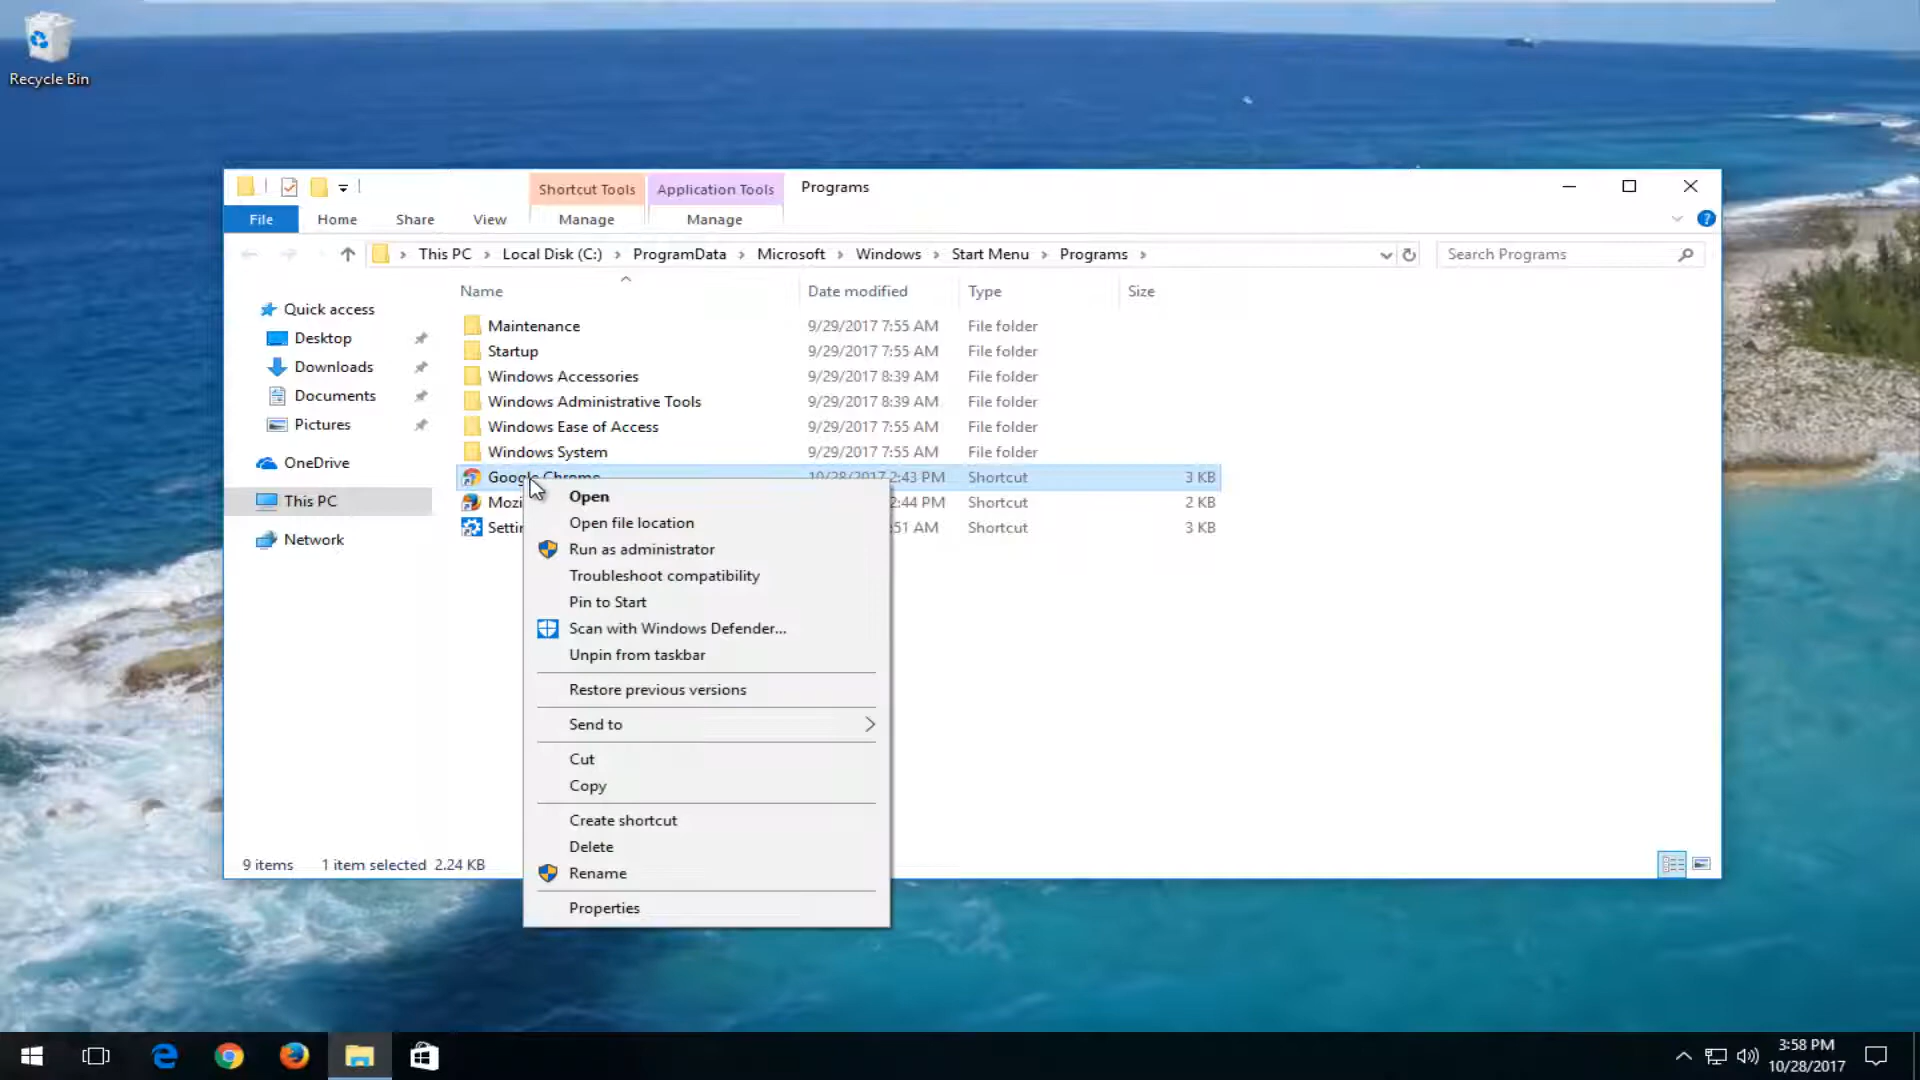 Recycle Bin
Shortcut Tools
Application Tools
Programs
File
Home
Share
View
Manage
Manage
This PC
Local Disk (C:)
ProgramData
Microsoft
Windows
Start Menu
Programs
Search Programs
Name
Date modified
Type
Size
Quick access
Desktop
Downloads
Documents
Pictures
OneDrive
This PC
Network
Maintenance 9/29/2017 7:55 AM File folder
Startup 9/29/2017 7:55 AM File folder
Windows Accessories 9/29/2017 8:39 AM File folder
Windows Administrative Tools 9/29/2017 8:39 AM File folder
Windows Ease of Access 9/29/2017 7:55 AM File folder
Windows System 9/29/2017 7:55 AM File folder
Google Chrome 10/28/2017 2:43 PM Shortcut 3 KB
Mozi 2:44 PM Shortcut 2 KB
Settin :51 AM Shortcut 3 KB
Open
Open file location
Run as administrator
Troubleshoot compatibility
Pin to Start
Scan with Windows Defender...
Unpin from taskbar
Restore previous versions
Send to
Cut
Copy
Create shortcut
Delete
Rename
Properties
9 items 1 item selected 2.24 KB
3:58 PM
10/28/2017